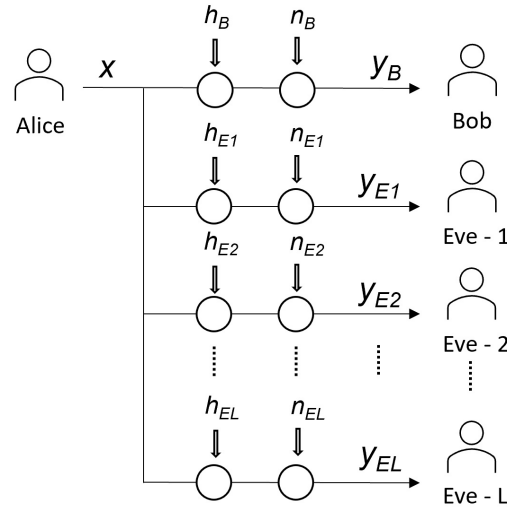 h_B n_B
x y_B
Alice Bob
h_E1 n_E1
y_E1
Eve - 1
h_E2 n_E2
y_E2
Eve - 2
h_EL n_EL
y_EL
Eve - L